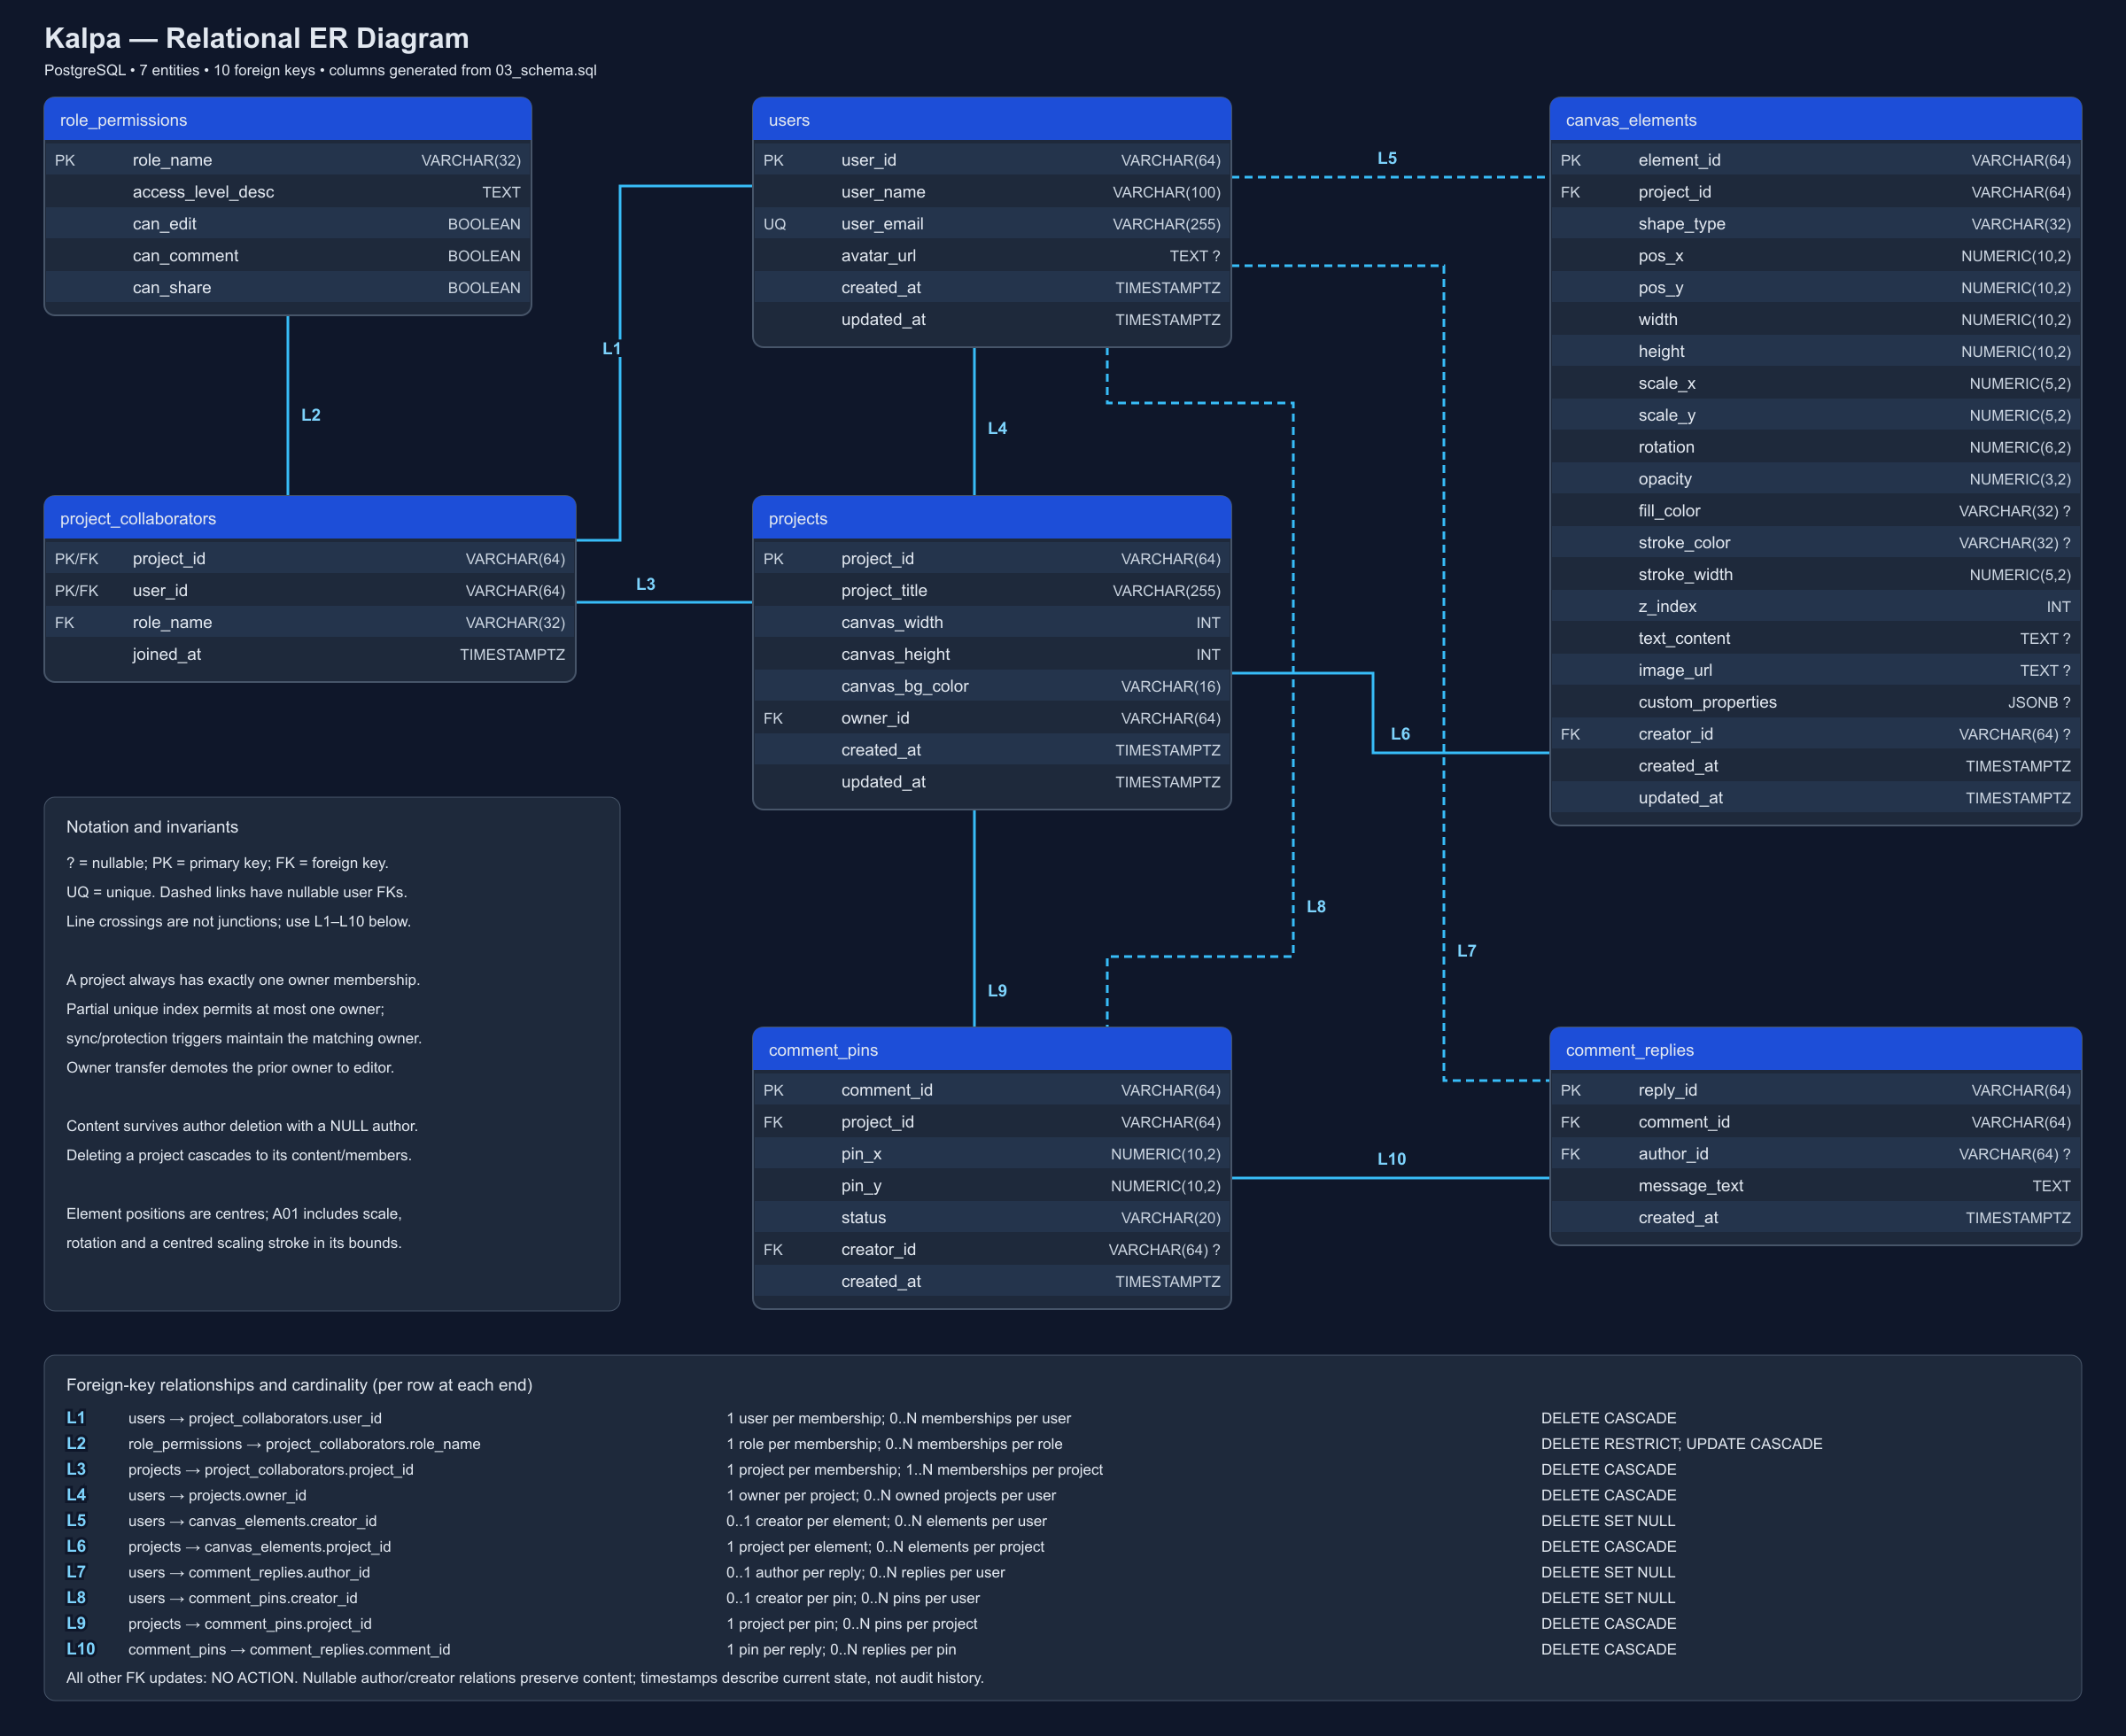 Kalpa — Relational ER Diagram
PostgreSQL • 7 entities • 10 foreign keys • columns generated from 03_schema.sql
role_permissions
PK role_name VARCHAR(32)
access_level_desc TEXT
can_edit BOOLEAN
can_comment BOOLEAN
can_share BOOLEAN
users
PK user_id VARCHAR(64)
user_name VARCHAR(100)
UQ user_email VARCHAR(255)
avatar_url TEXT ?
created_at TIMESTAMPTZ
updated_at TIMESTAMPTZ
canvas_elements
PK element_id VARCHAR(64)
FK project_id VARCHAR(64)
shape_type VARCHAR(32)
pos_x NUMERIC(10,2)
pos_y NUMERIC(10,2)
width NUMERIC(10,2)
height NUMERIC(10,2)
scale_x NUMERIC(5,2)
scale_y NUMERIC(5,2)
rotation NUMERIC(6,2)
opacity NUMERIC(3,2)
fill_color VARCHAR(32) ?
stroke_color VARCHAR(32) ?
stroke_width NUMERIC(5,2)
z_index INT
text_content TEXT ?
image_url TEXT ?
custom_properties JSONB ?
FK creator_id VARCHAR(64) ?
created_at TIMESTAMPTZ
updated_at TIMESTAMPTZ
L5
L1
L2
L4
project_collaborators
PK/FK project_id VARCHAR(64)
PK/FK user_id VARCHAR(64)
FK role_name VARCHAR(32)
joined_at TIMESTAMPTZ
L3
projects
PK project_id VARCHAR(64)
project_title VARCHAR(255)
canvas_width INT
canvas_height INT
canvas_bg_color VARCHAR(16)
FK owner_id VARCHAR(64)
created_at TIMESTAMPTZ
updated_at TIMESTAMPTZ
L6
L8
L7
L9
Notation and invariants
? = nullable; PK = primary key; FK = foreign key.
UQ = unique. Dashed links have nullable user FKs.
Line crossings are not junctions; use L1–L10 below.
A project always has exactly one owner membership.
Partial unique index permits at most one owner;
sync/protection triggers maintain the matching owner.
Owner transfer demotes the prior owner to editor.
Content survives author deletion with a NULL author.
Deleting a project cascades to its content/members.
Element positions are centres; A01 includes scale,
rotation and a centred scaling stroke in its bounds.
comment_pins
PK comment_id VARCHAR(64)
FK project_id VARCHAR(64)
pin_x NUMERIC(10,2)
pin_y NUMERIC(10,2)
status VARCHAR(20)
FK creator_id VARCHAR(64) ?
created_at TIMESTAMPTZ
L10
comment_replies
PK reply_id VARCHAR(64)
FK comment_id VARCHAR(64)
FK author_id VARCHAR(64) ?
message_text TEXT
created_at TIMESTAMPTZ
Foreign-key relationships and cardinality (per row at each end)
L1 users → project_collaborators.user_id 1 user per membership; 0..N memberships per user DELETE CASCADE
L2 role_permissions → project_collaborators.role_name 1 role per membership; 0..N memberships per role DELETE RESTRICT; UPDATE CASCADE
L3 projects → project_collaborators.project_id 1 project per membership; 1..N memberships per project DELETE CASCADE
L4 users → projects.owner_id 1 owner per project; 0..N owned projects per user DELETE CASCADE
L5 users → canvas_elements.creator_id 0..1 creator per element; 0..N elements per user DELETE SET NULL
L6 projects → canvas_elements.project_id 1 project per element; 0..N elements per project DELETE CASCADE
L7 users → comment_replies.author_id 0..1 author per reply; 0..N replies per user DELETE SET NULL
L8 users → comment_pins.creator_id 0..1 creator per pin; 0..N pins per user DELETE SET NULL
L9 projects → comment_pins.project_id 1 project per pin; 0..N pins per project DELETE CASCADE
L10 comment_pins → comment_replies.comment_id 1 pin per reply; 0..N replies per pin DELETE CASCADE
All other FK updates: NO ACTION. Nullable author/creator relations preserve content; timestamps describe current state, not audit history.